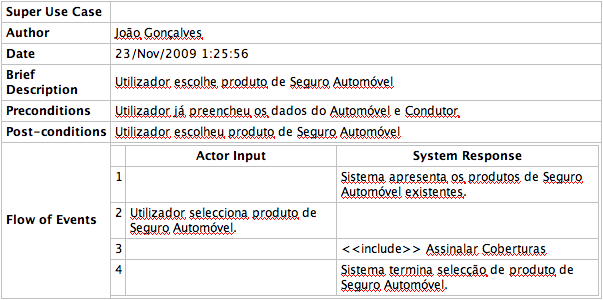 Super Use Case
Author João Gonçalves
Date 23/Nov/2009 1:25:56
Brief
Description Utilizador escolhe produto de Seguro Automóvel
Preconditions Utilizador já preencheu os dados do Automóvel e Condutor
Post-conditions Utilizador escolheu produto de Seguro Automóvel
Flow of Events
Actor Input System Response
1 Sistema apresenta os produtos de Seguro
Automóvel existentes.
2 Utilizador selecciona produto de
Seguro Automóvel.
3 <<include>> Assinalar Coberturas
4 Sistema termina selecção de produto de
Seguro Automóvel.